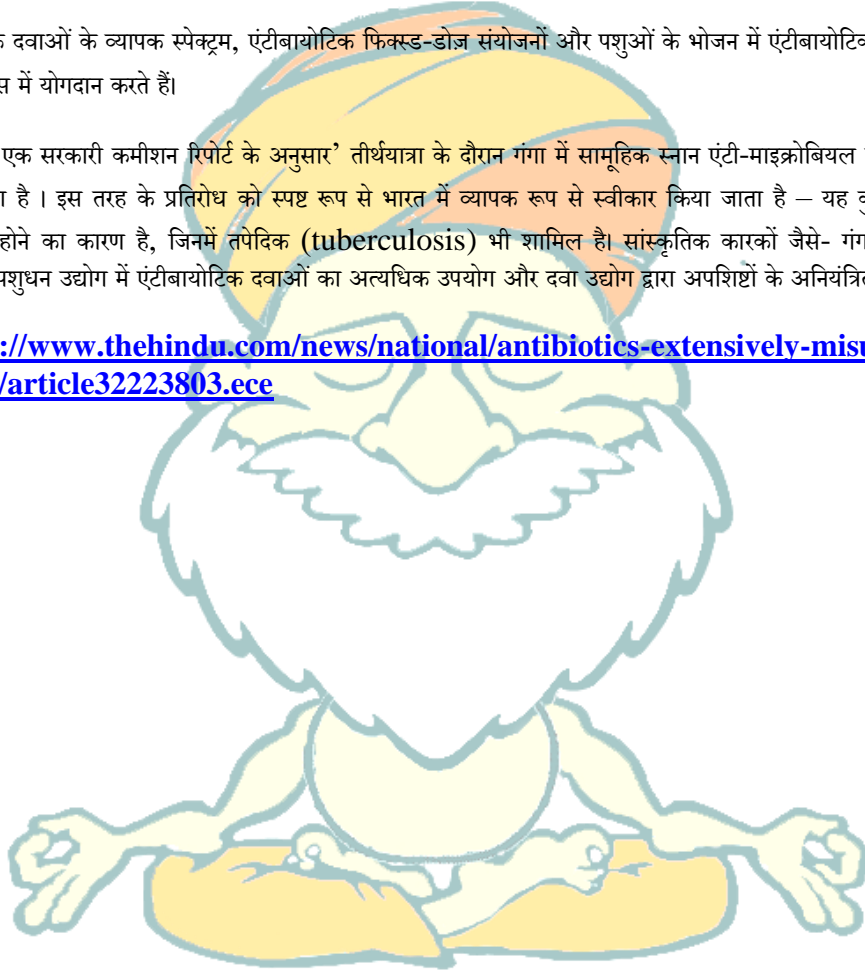 दवाओं के व्यापक स्पेक्ट्रम, एंटीबायोटिक फिक्स्ड-डोज़ संयोजनों और पशुओं के भोजन में एंटीबायोटिक
में योगदान करते हैं।
एक सरकारी कमीशन रिपोर्ट के अनुसार’ तीर्थयात्रा के दौरान गंगा में सामूहिक स्नान एंटी-माइक्रोबियल
है । इस तरह के प्रतिरोध को स्पष्ट रूप से भारत में व्यापक रूप से स्वीकार किया जाता है – यह
होने का कारण है, जिनमें तपेदिक (tuberculosis) भी शामिल है। सांस्कृतिक कारकों जैसे-
पशुधन उद्योग में एंटीबायोटिक दवाओं का अत्यधिक उपयोग और दवा उद्योग द्वारा अपशिष्टों के
://www.thehindu.com/news/national/antibiotics-extensively-misu
/article32223803.ece